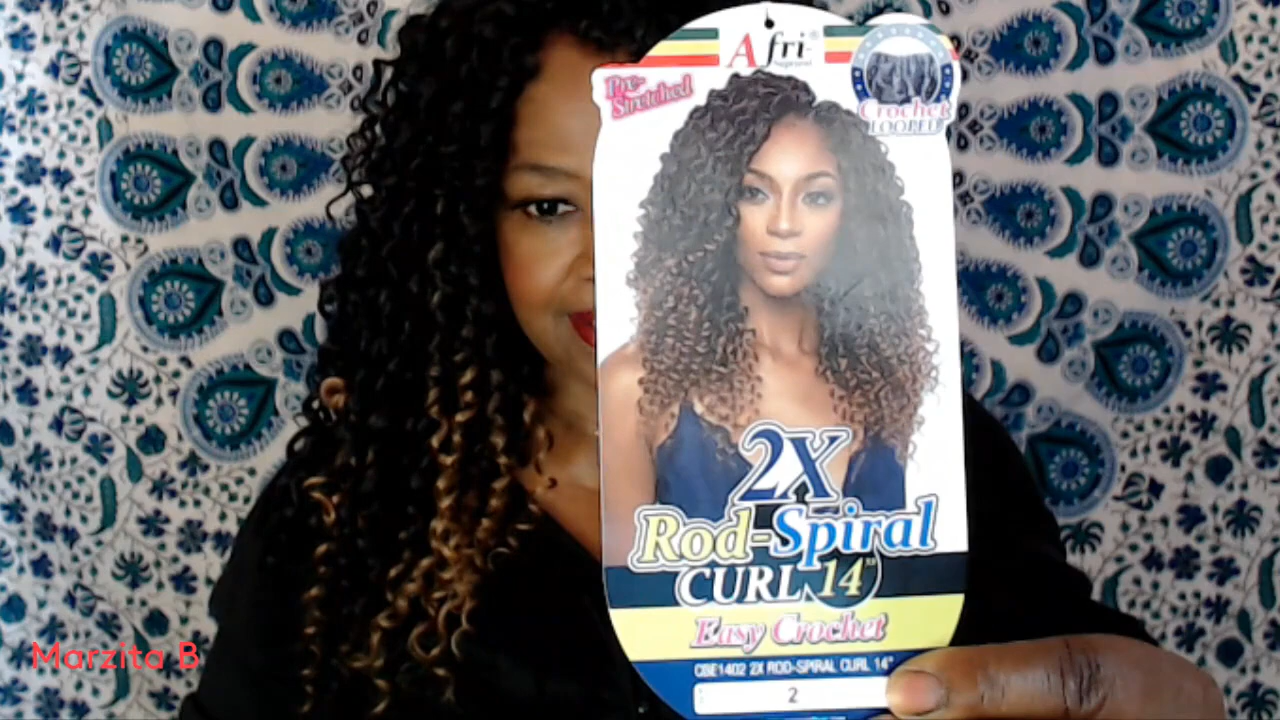 Afri-
Supreme
Pre-
Stretched
Crochet
LOOPED
2X
Rod-Spiral
CURL 14"
Easy Crochet
CBE1402 2X ROD-SPIRAL CURL 14"
2
Marzita B